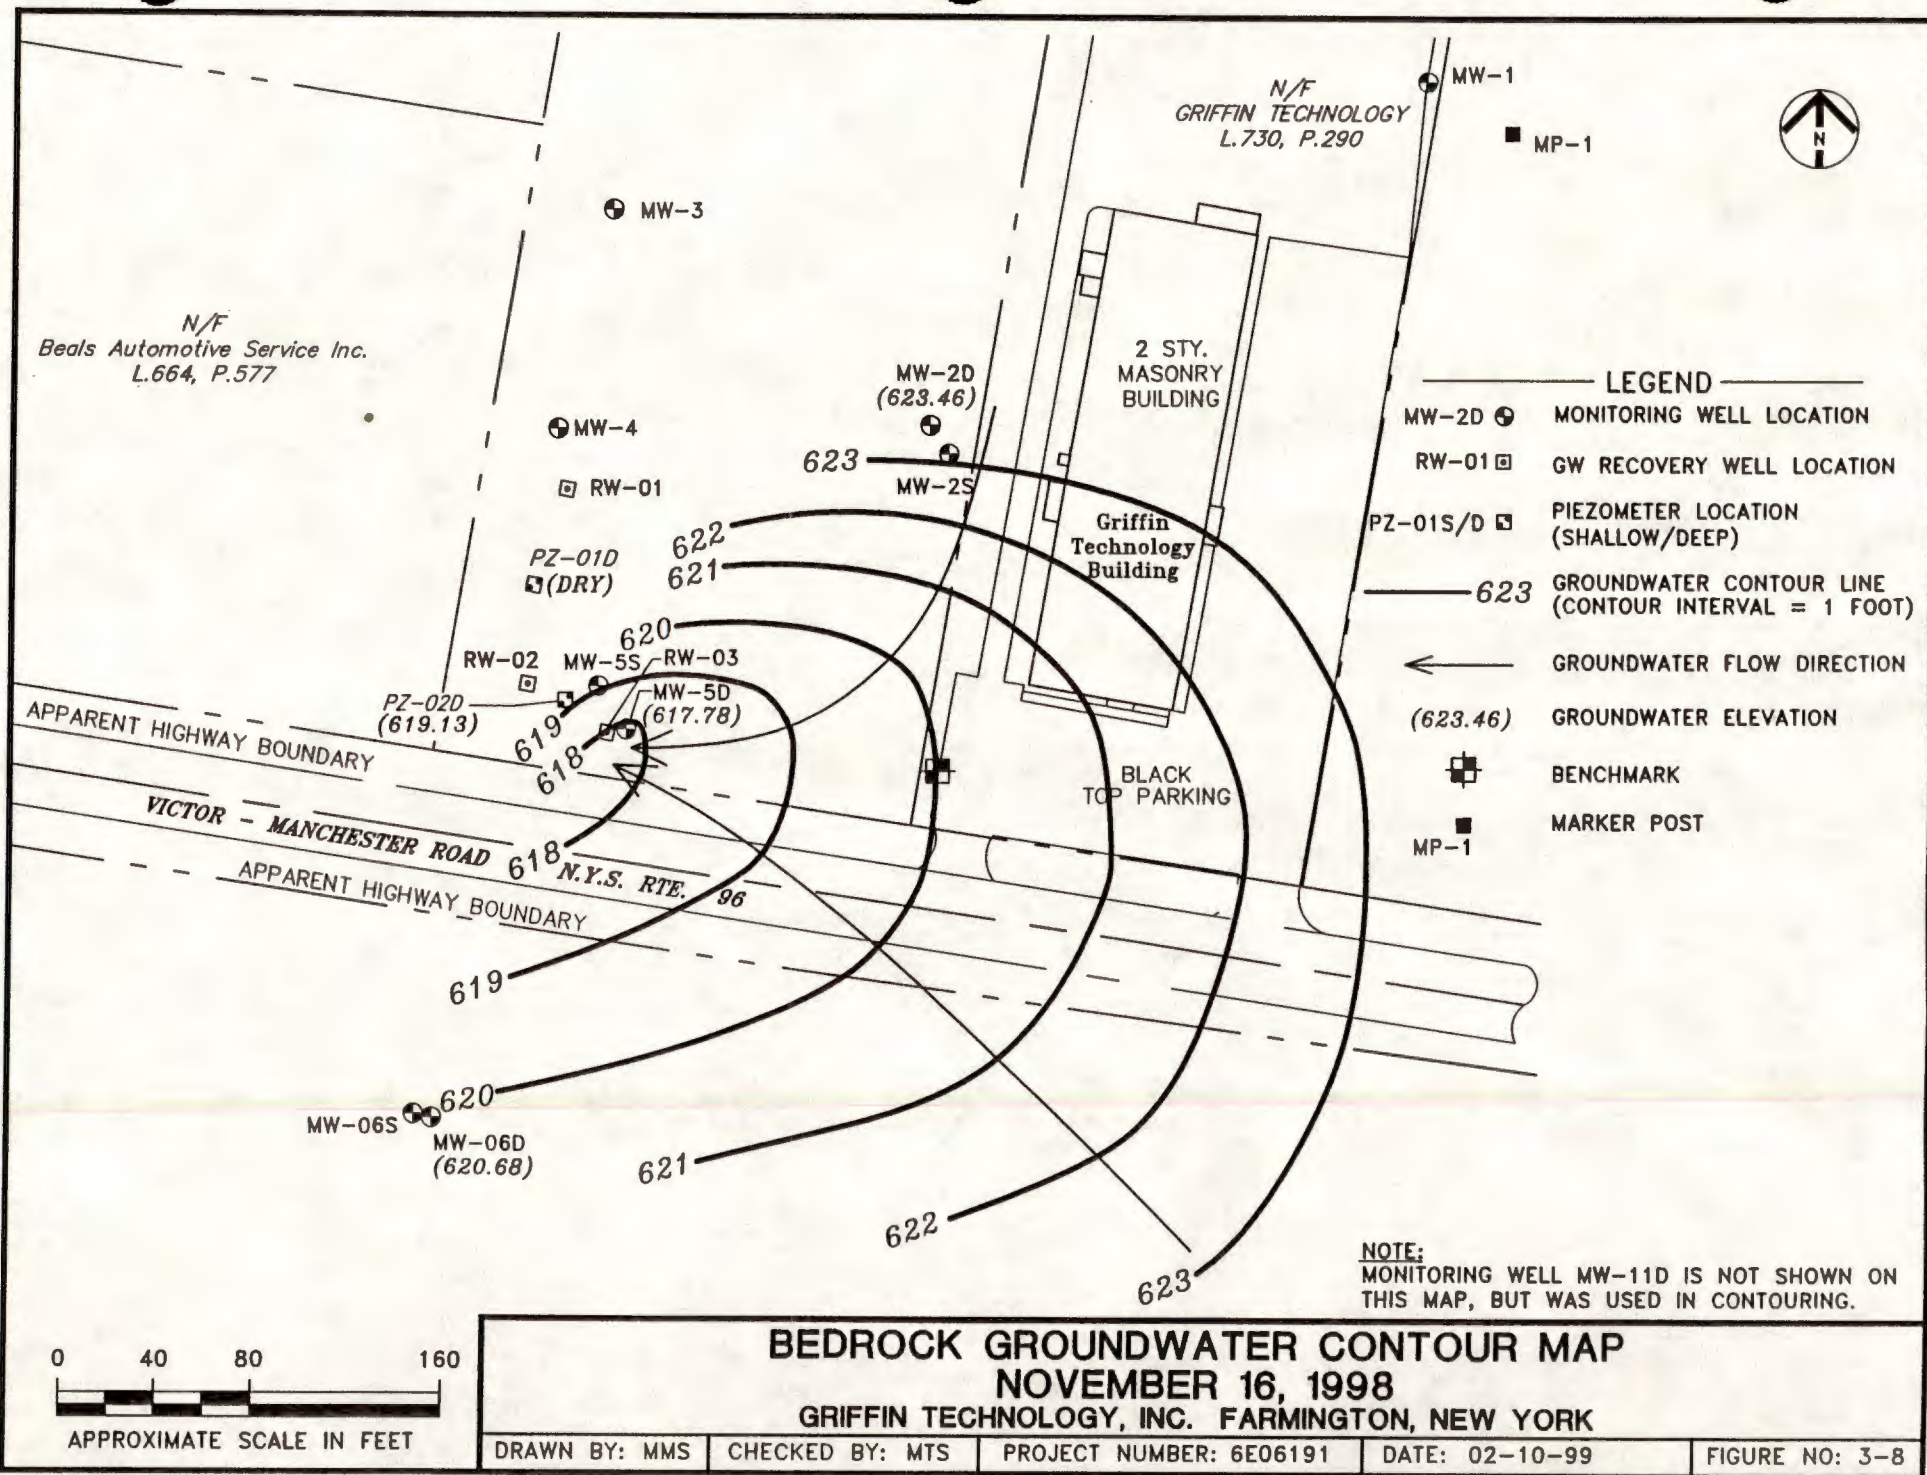 N/F
GRIFFIN TECHNOLOGY
L.730, P.290
MW-1
MP-1
N
MW-3
N/F
Beals Automotive Service Inc.
L.664, P.577
2 STY.
MASONRY
BUILDING
MW-2D
(623.46)
MW-4
623
MW-2S
RW-01
622
Griffin
Technology
Building
PZ-01D
(DRY)
621
620
RW-02
MW-5S
RW-03
MW-5D
(617.78)
PZ-02D
(619.13)
619
618
APPARENT HIGHWAY BOUNDARY
BLACK
TOP PARKING
VICTOR - MANCHESTER ROAD
618
N.Y.S. RTE. 96
APPARENT HIGHWAY BOUNDARY
619
620
MW-06S
MW-06D
(620.68)
621
622
623
LEGEND
MW-2D MONITORING WELL LOCATION
RW-01 GW RECOVERY WELL LOCATION
PZ-01S/D PIEZOMETER LOCATION
(SHALLOW/DEEP)
623 GROUNDWATER CONTOUR LINE
(CONTOUR INTERVAL = 1 FOOT)
GROUNDWATER FLOW DIRECTION
(623.46) GROUNDWATER ELEVATION
BENCHMARK
MP-1 MARKER POST
NOTE:
MONITORING WELL MW-11D IS NOT SHOWN ON
THIS MAP, BUT WAS USED IN CONTOURING.
0 40 80 160
APPROXIMATE SCALE IN FEET
BEDROCK GROUNDWATER CONTOUR MAP
NOVEMBER 16, 1998
GRIFFIN TECHNOLOGY, INC. FARMINGTON, NEW YORK
DRAWN BY: MMS
CHECKED BY: MTS
PROJECT NUMBER: 6E06191
DATE: 02-10-99
FIGURE NO: 3-8